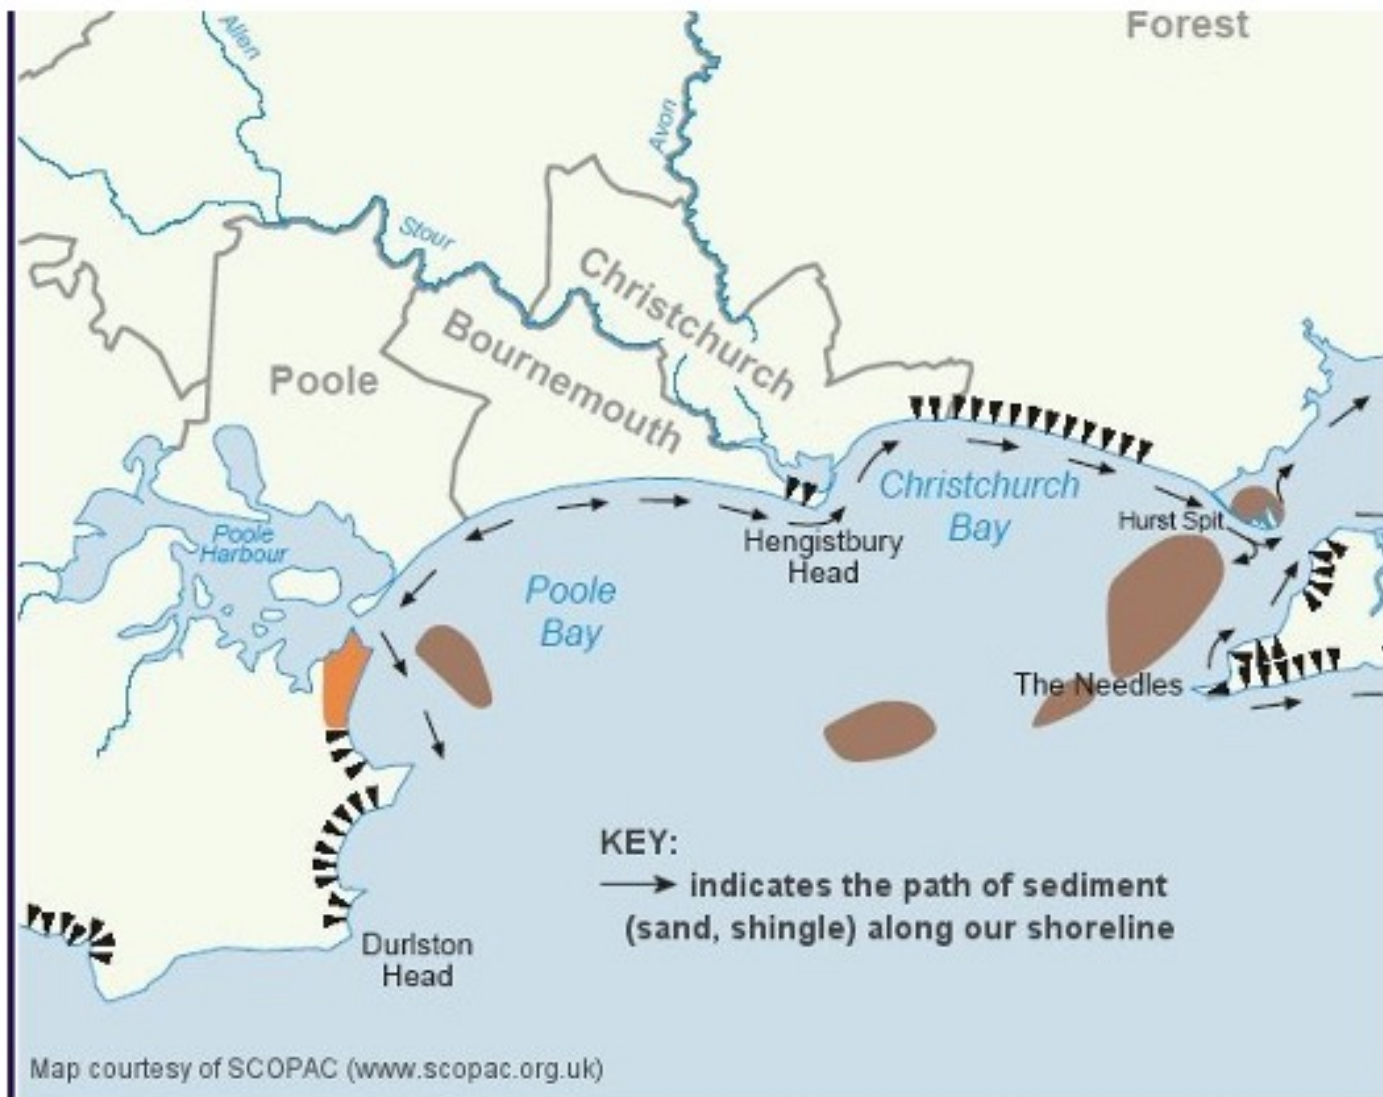 Forest
Allen
Avon
Stour
Christchurch
Bournemouth
Poole
Christchurch
Bay
Poole
Harbour
Hurst Spit
Hengistbury
Head
Poole
Bay
The Needles
KEY:
indicates the path of sediment
(sand, shingle) along our shoreline
Durlston
Head
Map courtesy of SCOPAC (www.scopac.org.uk)